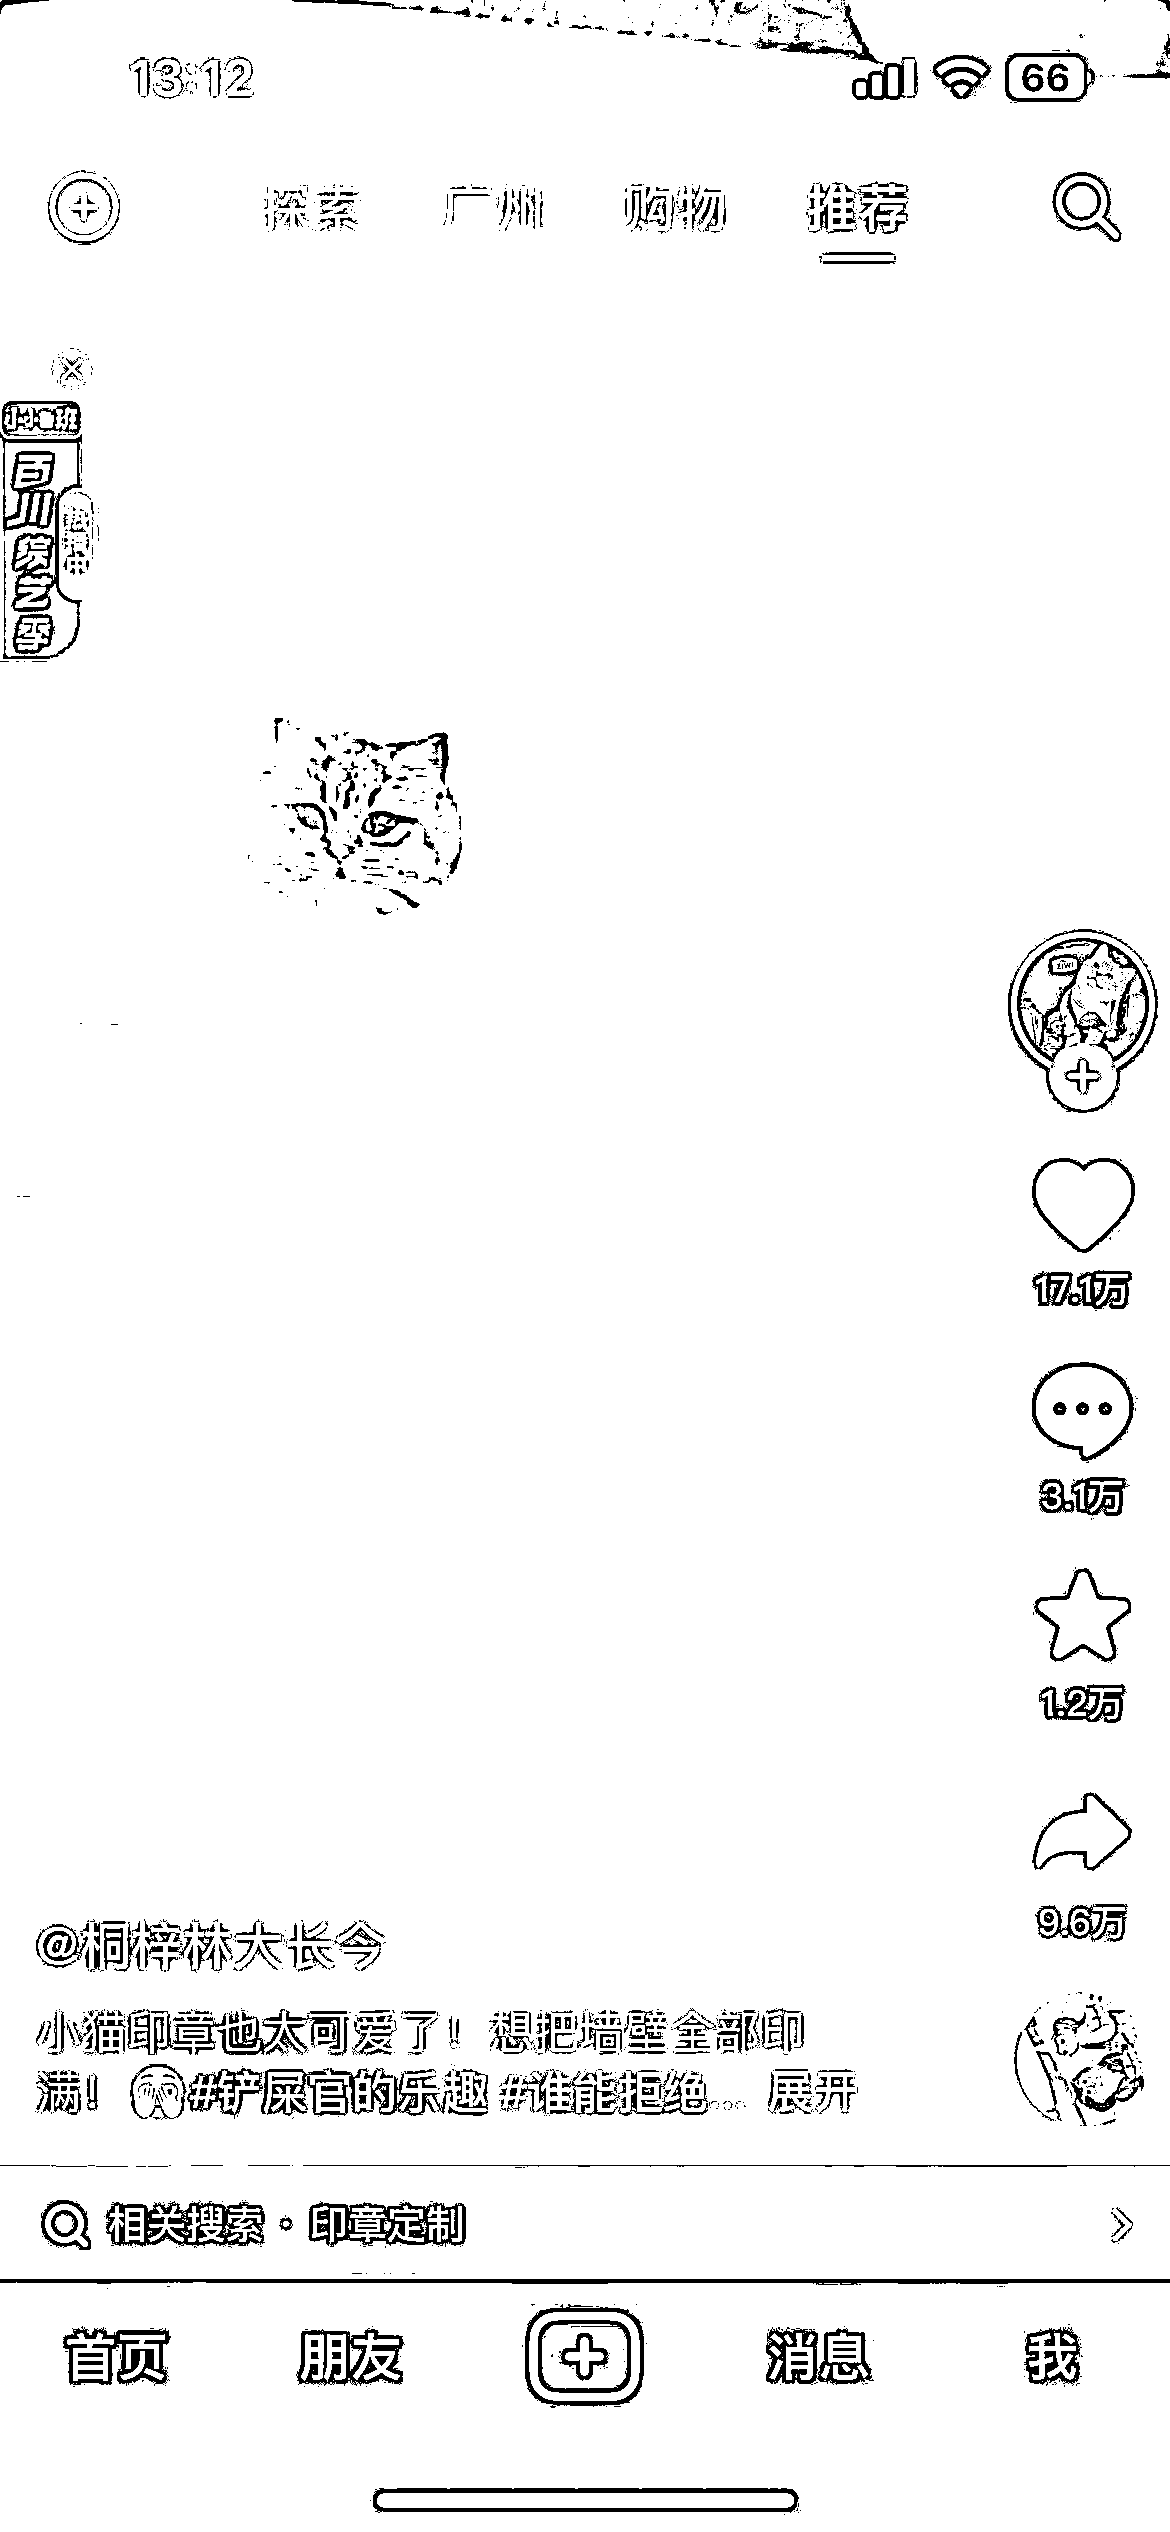 13:12
66
探索 广州 购物 推荐
百川综艺季
17.1万
3.1万
1.2万
9.6万
@桐梓林大长今
小猫印章也太可爱了！想把墙壁全部印
满！#铲屎官的乐趣 #谁能拒绝... 展开
相关搜索 · 印章定制
首页 朋友 消息 我